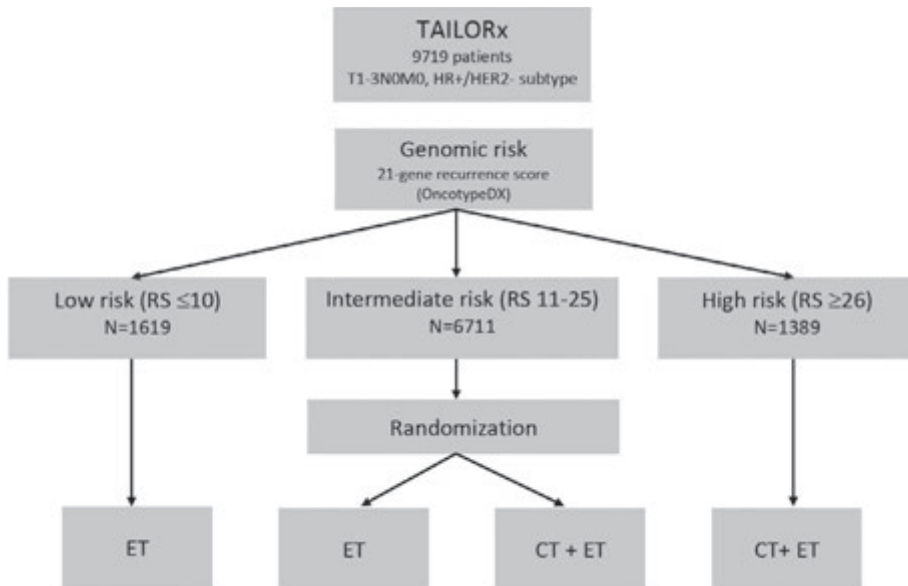 TAILORx
9719 patients
T1-3N0M0, HR+/HER2- subtype
Genomic risk
21-gene recurrence score
(OncotypeDX)
Low risk (RS ≤10)
N=1619
Intermediate risk (RS 11-25)
N=6711
High risk (RS ≥26)
N=1389
Randomization
ET
ET
CT + ET
CT+ ET